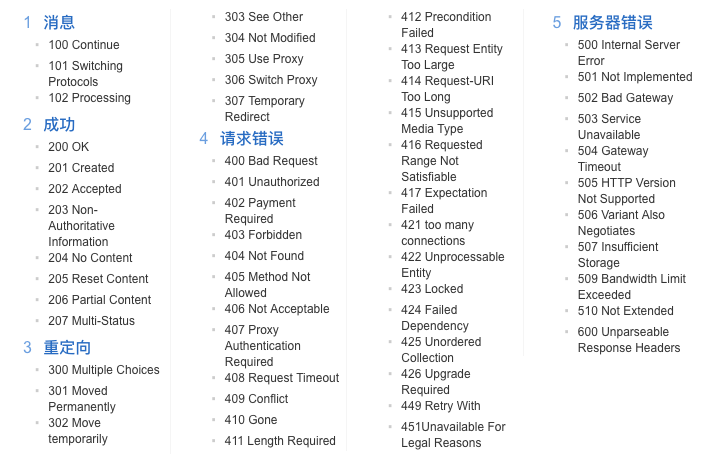 1 消息
100 Continue
101 Switching
Protocols
102 Processing
2 成功
200 OK
201 Created
202 Accepted
203 Non-
Authoritative
Information
204 No Content
205 Reset Content
206 Partial Content
207 Multi-Status
3 重定向
300 Multiple Choices
301 Moved
Permanently
302 Move
temporarily
303 See Other
304 Not Modified
305 Use Proxy
306 Switch Proxy
307 Temporary
Redirect
4 请求错误
400 Bad Request
401 Unauthorized
402 Payment
Required
403 Forbidden
404 Not Found
405 Method Not
Allowed
406 Not Acceptable
407 Proxy
Authentication
Required
408 Request Timeout
409 Conflict
410 Gone
411 Length Required
412 Precondition
Failed
413 Request Entity
Too Large
414 Request-URI
Too Long
415 Unsupported
Media Type
416 Requested
Range Not
Satisfiable
417 Expectation
Failed
421 too many
connections
422 Unprocessable
Entity
423 Locked
424 Failed
Dependency
425 Unordered
Collection
426 Upgrade
Required
449 Retry With
451Unavailable For
Legal Reasons
5 服务器错误
500 Internal Server
Error
501 Not Implemented
502 Bad Gateway
503 Service
Unavailable
504 Gateway
Timeout
505 HTTP Version
Not Supported
506 Variant Also
Negotiates
507 Insufficient
Storage
509 Bandwidth Limit
Exceeded
510 Not Extended
600 Unparseable
Response Headers